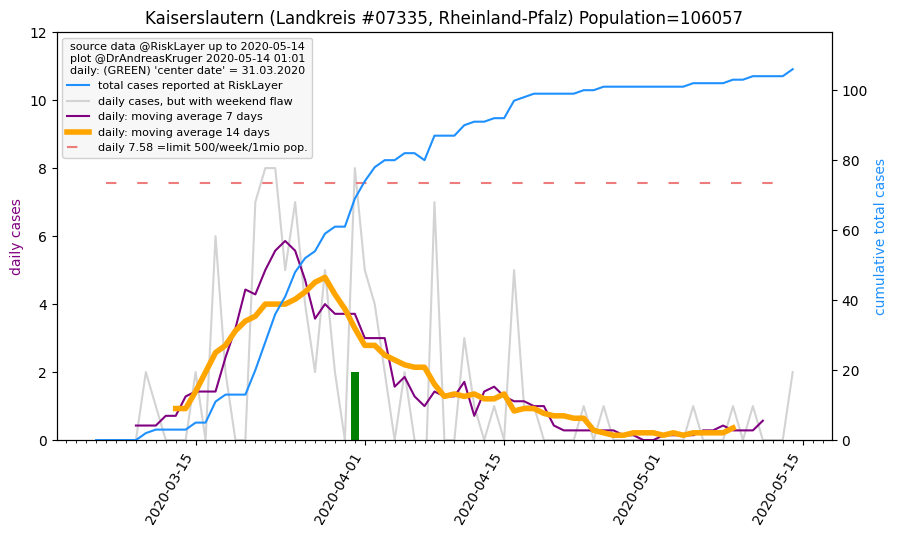 Kaiserslautern (Landkreis #07335, Rheinland-Pfalz) Population=106057
source data @RiskLayer up to 2020-05-14
plot @DrAndreasKruger 2020-05-14 01:01
daily: (GREEN) 'center date' = 31.03.2020
total cases reported at RiskLayer
daily cases, but with weekend flaw
daily: moving average 7 days
daily: moving average 14 days
daily 7.58 =limit 500/week/1mio pop.
daily cases
12
10
8
6
4
2
0
cumulative total cases
100
80
60
40
20
0
2020-03-15
2020-04-01
2020-04-15
2020-05-01
2020-05-15